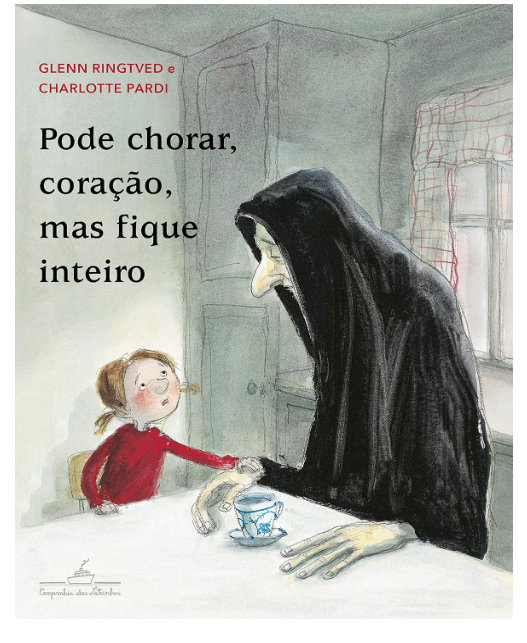 GLENN RINGTVED e
CHARLOTTE PARDI
Pode chorar,
coração,
mas fique
inteiro
Companhia das Letrinhas